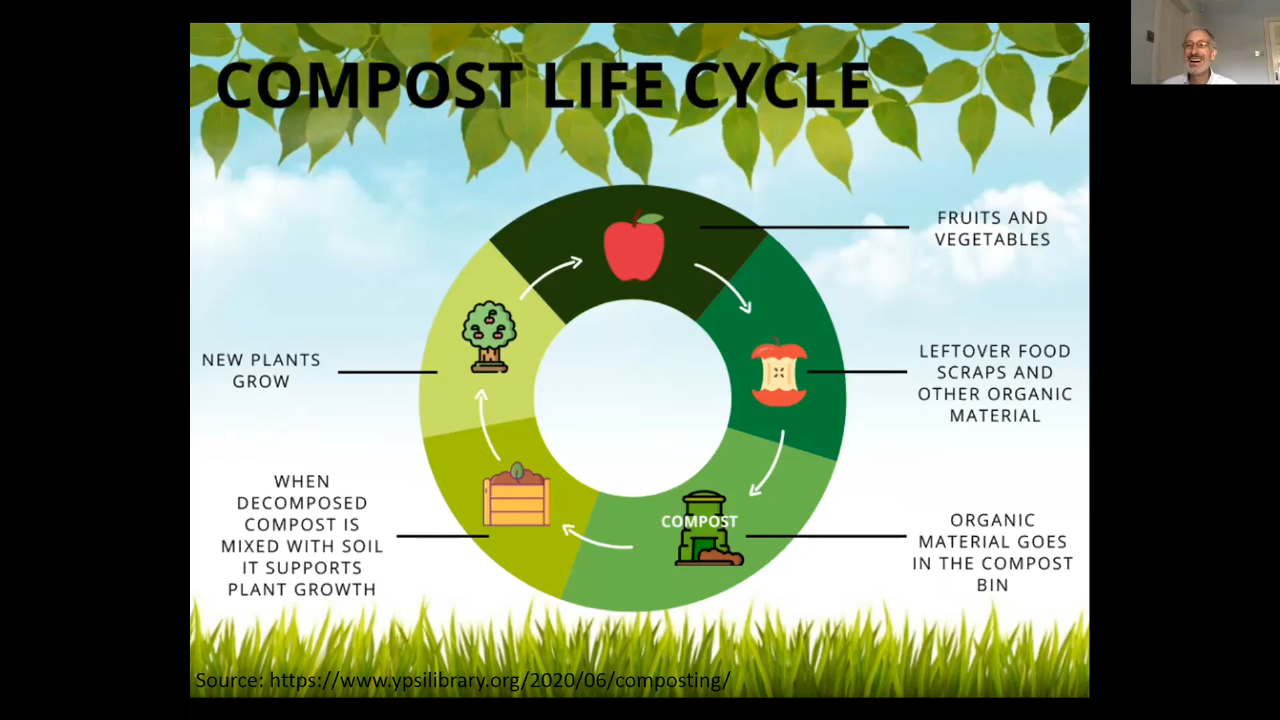 COMPOST LIFE CYCLE
FRUITS AND
VEGETABLES
LEFTOVER FOOD
SCRAPS AND
OTHER ORGANIC
MATERIAL
ORGANIC
MATERIAL GOES
IN THE COMPOST
BIN
COMPOST
WHEN
DECOMPOSED
COMPOST IS
MIXED WITH SOIL
IT SUPPORTS
PLANT GROWTH
NEW PLANTS
GROW
Source: https://www.ypsilibrary.org/2020/06/composting/